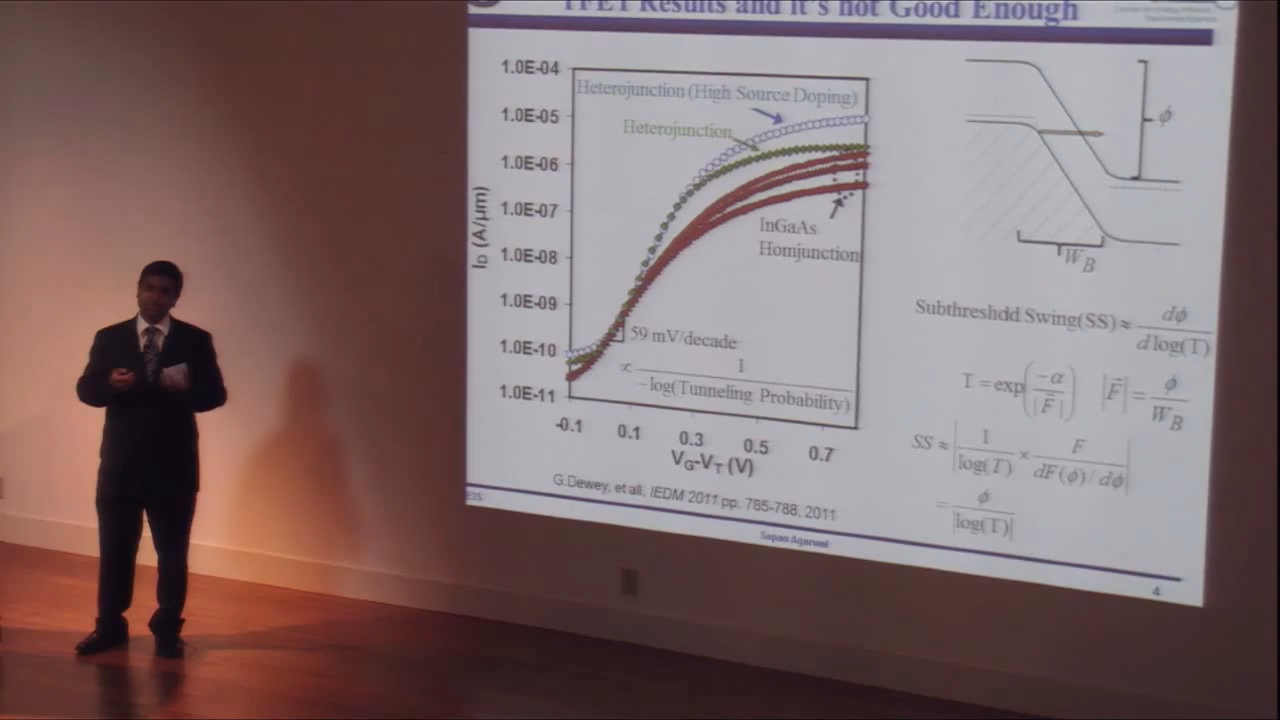 TFET Results and it's not Good Enough
1.0E-04
1.0E-05
1.0E-06
1.0E-07
1.0E-08
1.0E-09
1.0E-10
1.0E-11
I_D (A/μm)
Heterojunction (High Source Doping)
Heterojunction
InGaAs
Homjunction
59 mV/decade
∝ 1 / -log(Tunneling Probability)
-0.1 0.1 0.3 0.5 0.7
V_G-V_T (V)
G.Dewey, et all, IEDM 2011 pp. 785-788, 2011
ϕ
W_B
Subthreshold Swing(SS) ≈ dϕ / d log(T)
T = exp(-α / |F⃗|) |F⃗| = ϕ / W_B
SS ≈ |1 / log(T) × F / dF(ϕ) / dϕ|
= ϕ / |log(T)|
E3S
Sapan Agarwal
4